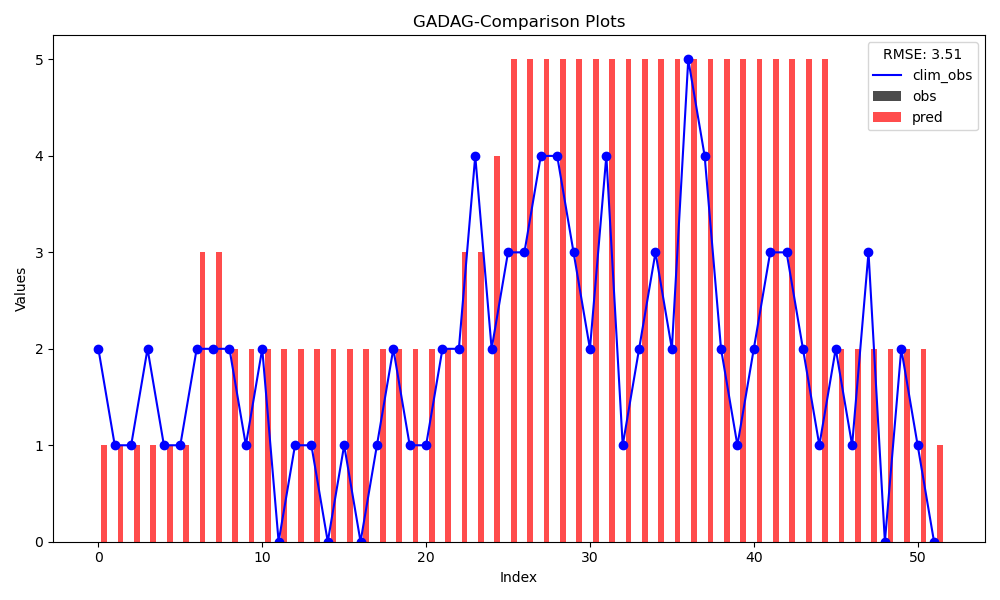 GADAG-Comparison Plots
RMSE: 3.51
clim_obs
obs
pred
Values
5
4
3
2
1
0
0 10 20 30 40 50
Index